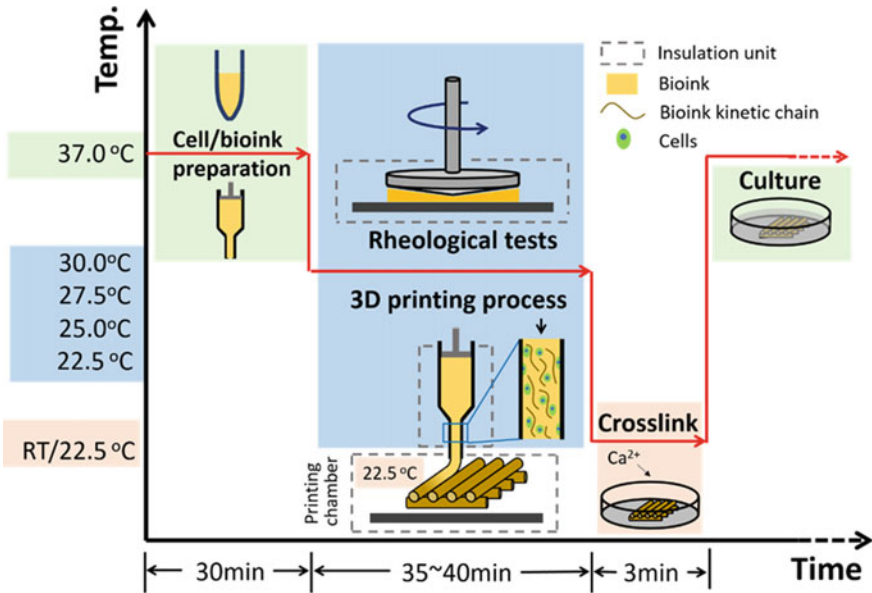 Temp.
37.0 °C
30.0°C
27.5°C
25.0°C
22.5 °C
RT/22.5 °C
Cell/bioink
preparation
Rheological tests
3D printing process
22.5 °C
Printing
chamber
Insulation unit
Bioink
Bioink kinetic chain
Cells
Culture
Crosslink
Ca²⁺
30min
35~40min
3min
Time